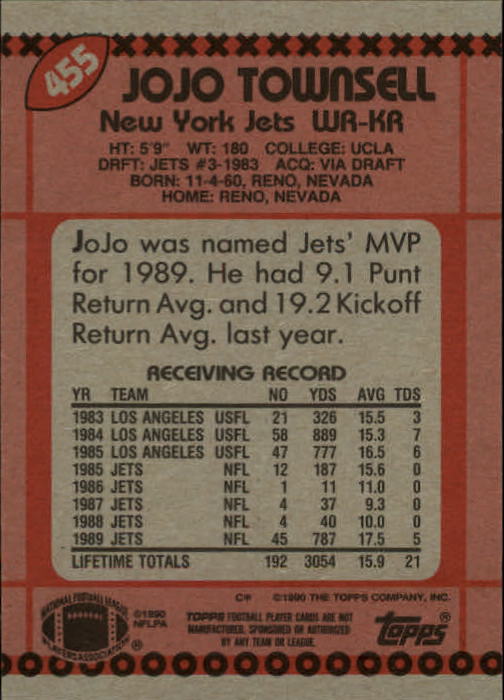 455
JOJO TOWNSELL
New York Jets WR-KR
HT: 5'9" WT: 180 COLLEGE: UCLA
DRFT: JETS #3-1983 ACQ: VIA DRAFT
BORN: 11-4-60, RENO, NEVADA
HOME: RENO, NEVADA
JoJo was named Jets' MVP
for 1989. He had 9.1 Punt
Return Avg. and 19.2 Kickoff
Return Avg. last year.
RECEIVING RECORD
YR TEAM NO YDS AVG TDS
1983 LOS ANGELES USFL 21 326 15.5 3
1984 LOS ANGELES USFL 58 889 15.3 7
1985 LOS ANGELES USFL 47 777 16.5 6
1985 JETS NFL 12 187 15.6 0
1986 JETS NFL 1 11 11.0 0
1987 JETS NFL 4 37 9.3 0
1988 JETS NFL 4 40 10.0 0
1989 JETS NFL 45 787 17.5 5
LIFETIME TOTALS 192 3054 15.9 21
C* ©1990 THE TOPPS COMPANY, INC.
NATIONAL FOOTBALL LEAGUE
PLAYERS ASSOCIATION
®
©1990
NFLPA
TOPPS FOOTBALL PLAYER CARDS ARE NOT
MANUFACTURED, SPONSORED OR AUTHORIZED
BY ANY TEAM OR LEAGUE.
topps®